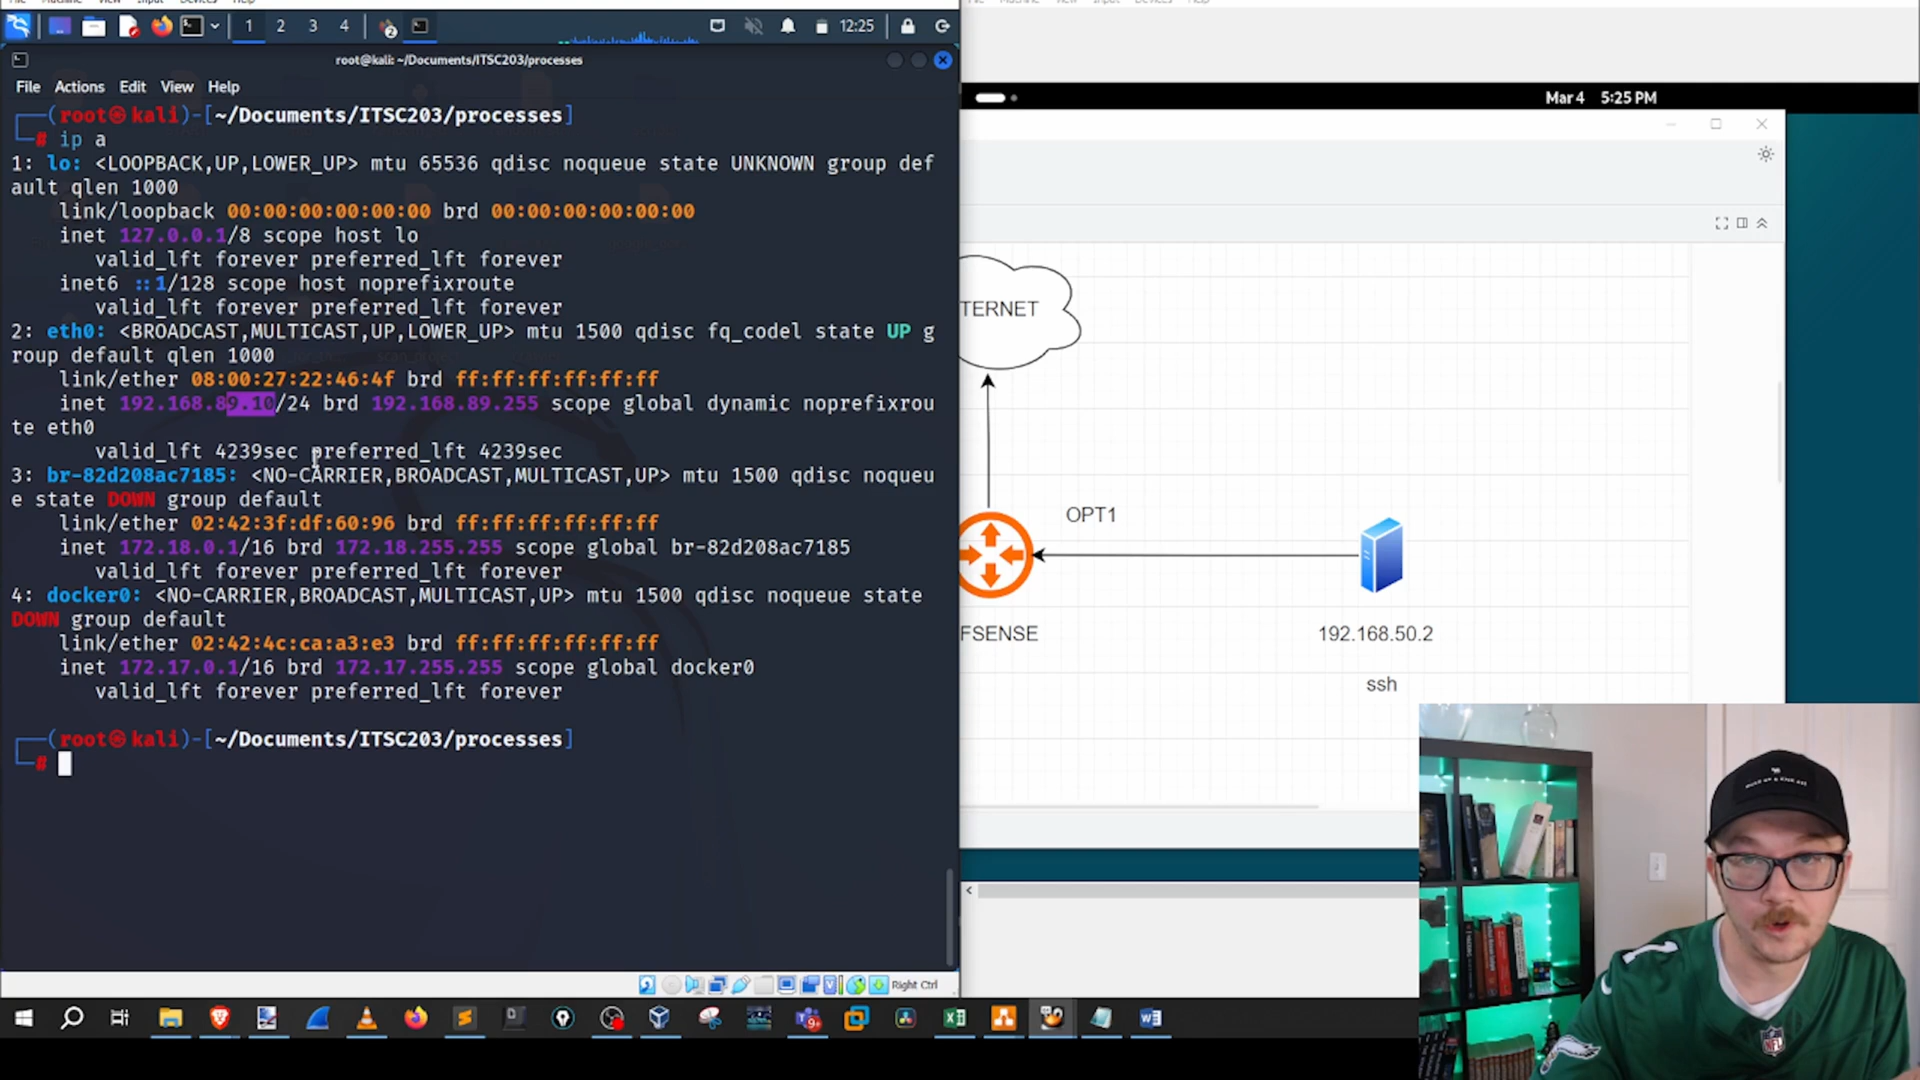 12:25
1 2 3 4
root@kali: ~/Documents/ITSC203/processes
File Actions Edit View Help
(root㉿kali)-[~/Documents/ITSC203/processes]
# ip a
1: lo: <LOOPBACK,UP,LOWER_UP> mtu 65536 qdisc noqueue state UNKNOWN group def
ault qlen 1000
link/loopback 00:00:00:00:00:00 brd 00:00:00:00:00:00
inet 127.0.0.1/8 scope host lo
valid_lft forever preferred_lft forever
inet6 ::1/128 scope host noprefixroute
valid_lft forever preferred_lft forever
2: eth0: <BROADCAST,MULTICAST,UP,LOWER_UP> mtu 1500 qdisc fq_codel state UP g
roup default qlen 1000
link/ether 08:00:27:22:46:4f brd ff:ff:ff:ff:ff:ff
inet 192.168.89.10/24 brd 192.168.89.255 scope global dynamic noprefixrou
te eth0
valid_lft 4239sec preferred_lft 4239sec
3: br-82d208ac7185: <NO-CARRIER,BROADCAST,MULTICAST,UP> mtu 1500 qdisc noqueu
e state DOWN group default
link/ether 02:42:3f:df:60:96 brd ff:ff:ff:ff:ff:ff
inet 172.18.0.1/16 brd 172.18.255.255 scope global br-82d208ac7185
valid_lft forever preferred_lft forever
4: docker0: <NO-CARRIER,BROADCAST,MULTICAST,UP> mtu 1500 qdisc noqueue state
DOWN group default
link/ether 02:42:4c:ca:a3:e3 brd ff:ff:ff:ff:ff:ff
inet 172.17.0.1/16 brd 172.17.255.255 scope global docker0
valid_lft forever preferred_lft forever
(root㉿kali)-[~/Documents/ITSC203/processes]
#
Right Ctrl
Mar 4 5:25 PM
TERNET
OPT1
FSENSE
192.168.50.2
ssh
NFL